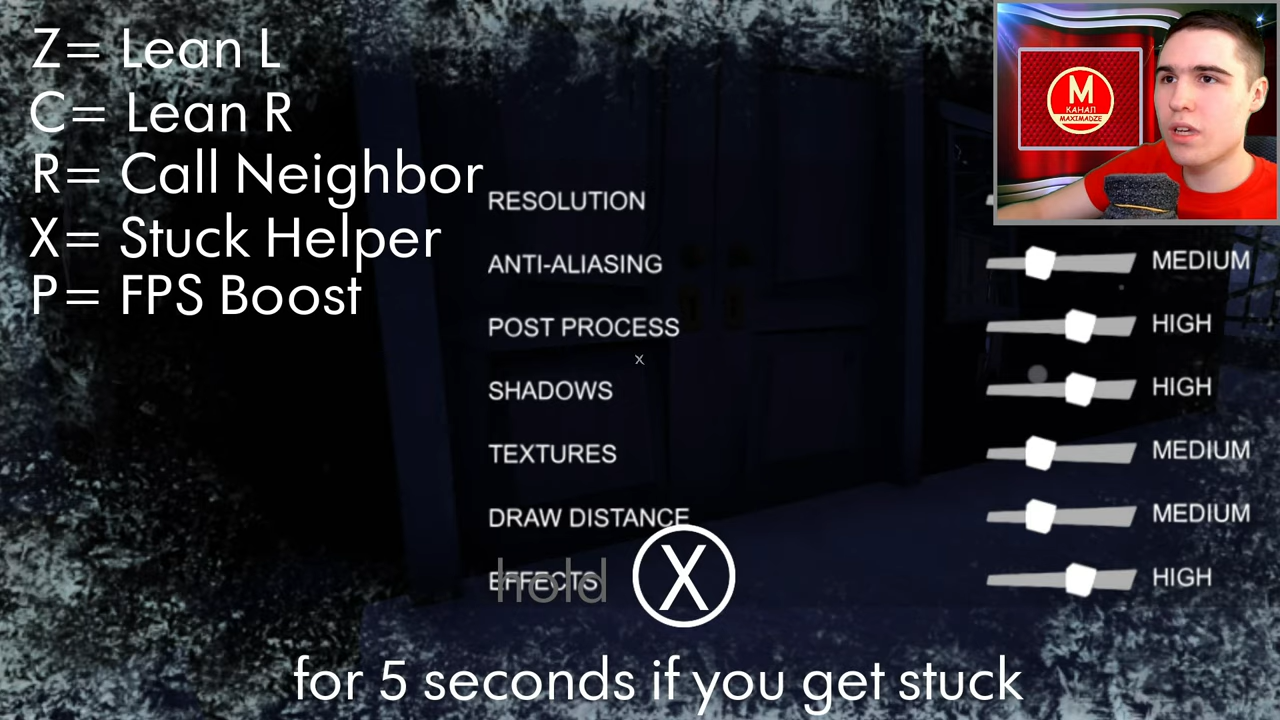 Z= Lean L
C= Lean R
R= Call Neighbor
X= Stuck Helper
P= FPS Boost
М
КАНАЛ
MAXIMADZE
RESOLUTION
ANTI-ALIASING MEDIUM
POST PROCESS HIGH
x
SHADOWS HIGH
TEXTURES MEDIUM
DRAW DISTANCE MEDIUM
EFFECTS HIGH
hold X
for 5 seconds if you get stuck